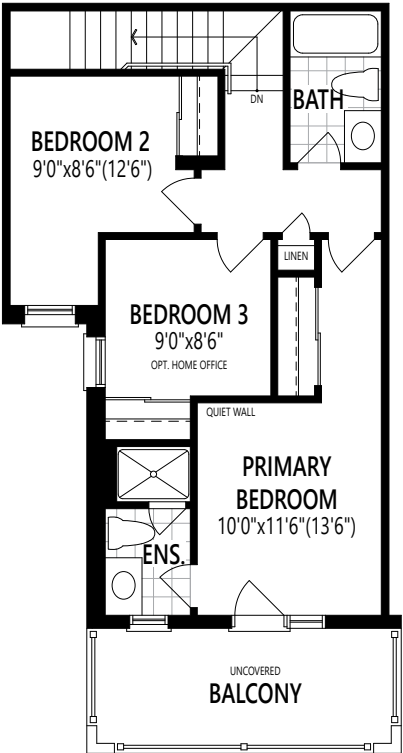 DN
BATH
BEDROOM 2
9'0"x8'6"(12'6")
LINEN
BEDROOM 3
9'0"x8'6"
OPT. HOME OFFICE
QUIET WALL
PRIMARY
BEDROOM
10'0"x11'6"(13'6")
ENS.
UNCOVERED
BALCONY